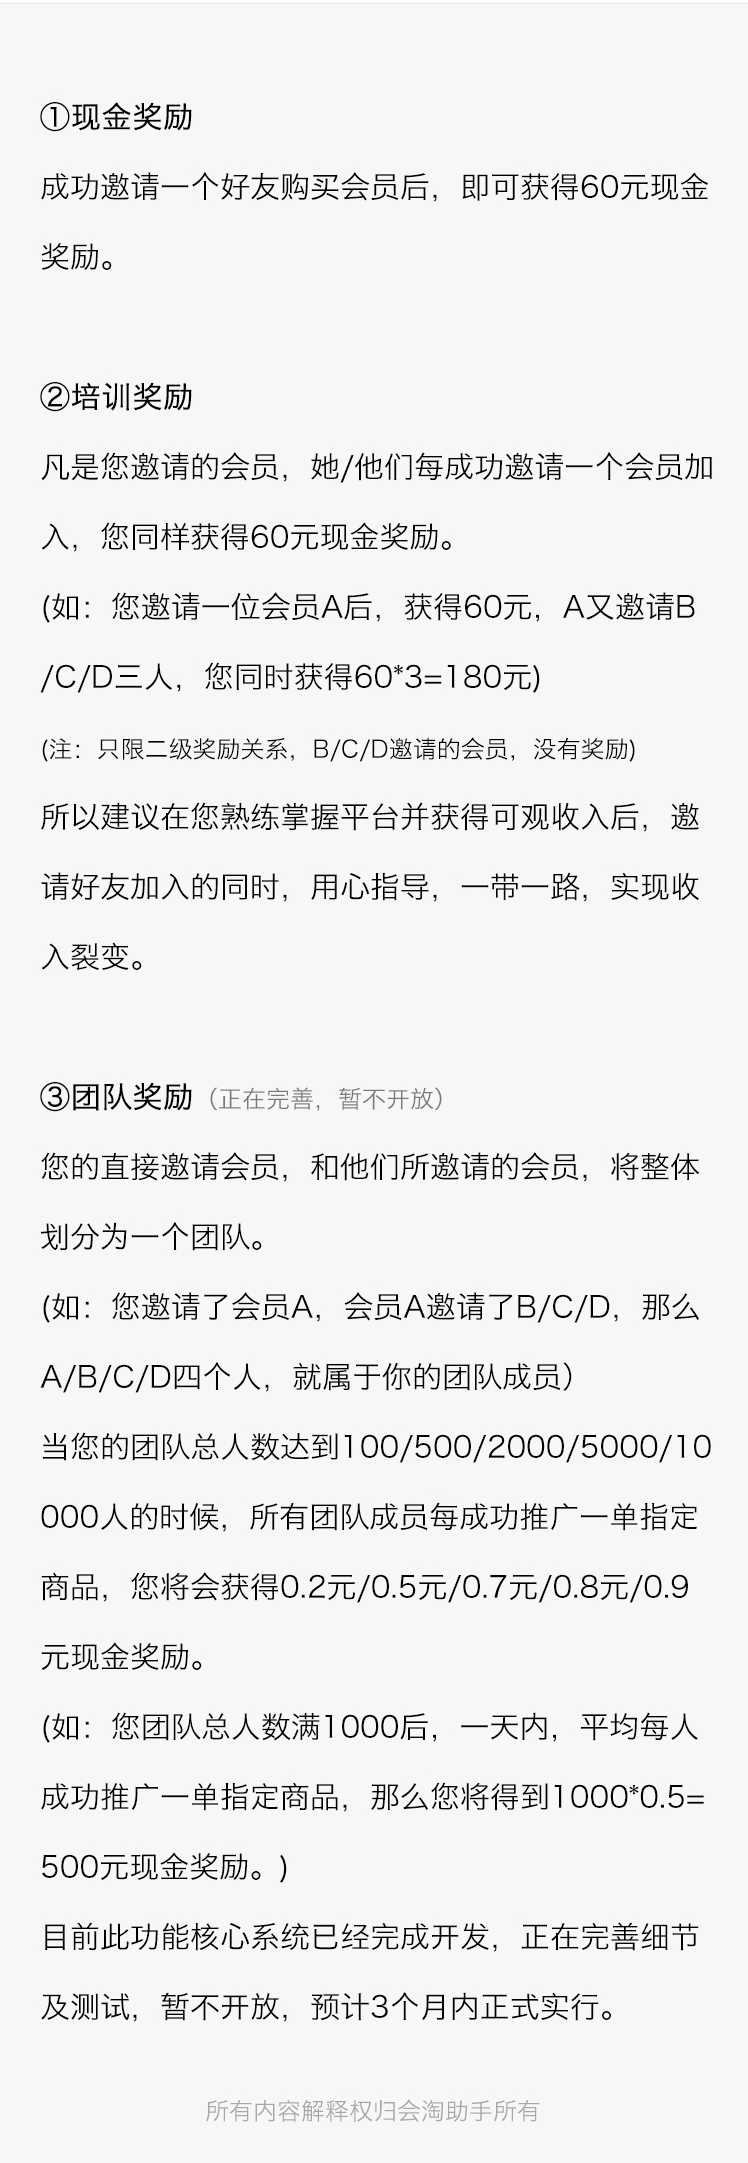 ①现金奖励
成功邀请一个好友购买会员后，即可获得60元现金
奖励。
②培训奖励
凡是您邀请的会员，她/他们每成功邀请一个会员加
入，您同样获得60元现金奖励。
(如：您邀请一位会员A后，获得60元，A又邀请B
/C/D三人，您同时获得60*3=180元)
(注：只限二级奖励关系，B/C/D邀请的会员，没有奖励)
所以建议在您熟练掌握平台并获得可观收入后，邀
请好友加入的同时，用心指导，一带一路，实现收
入裂变。
③团队奖励（正在完善，暂不开放）
您的直接邀请会员，和他们所邀请的会员，将整体
划分为一个团队。
(如：您邀请了会员A，会员A邀请了B/C/D，那么
A/B/C/D四个人，就属于你的团队成员）
当您的团队总人数达到100/500/2000/5000/10
000人的时候，所有团队成员每成功推广一单指定
商品，您将会获得0.2元/0.5元/0.7元/0.8元/0.9
元现金奖励。
(如：您团队总人数满1000后，一天内，平均每人
成功推广一单指定商品，那么您将得到1000*0.5=
500元现金奖励。)
目前此功能核心系统已经完成开发，正在完善细节
及测试，暂不开放，预计3个月内正式实行。
所有内容解释权归会淘助手所有